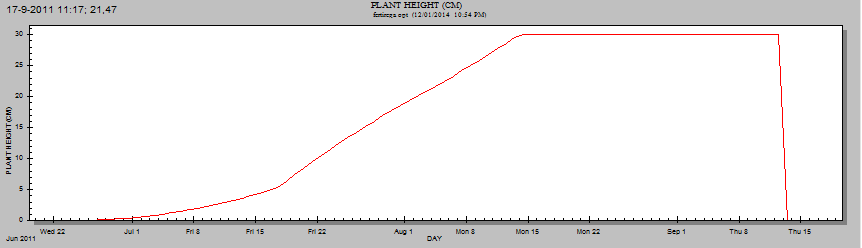 17-9-2011 11:17; 21,47
PLANT HEIGHT (CM)
fertirega opt (12/01/2014 10:54 PM)
PLANT HEIGHT (CM)
30
25
20
15
10
5
0
Wed 22 Jul 1 Fri 8 Fri 15 Fri 22 Aug 1 Mon 8 Mon 15 Mon 22 Sep 1 Thu 8 Thu 15
Jun 2011
DAY